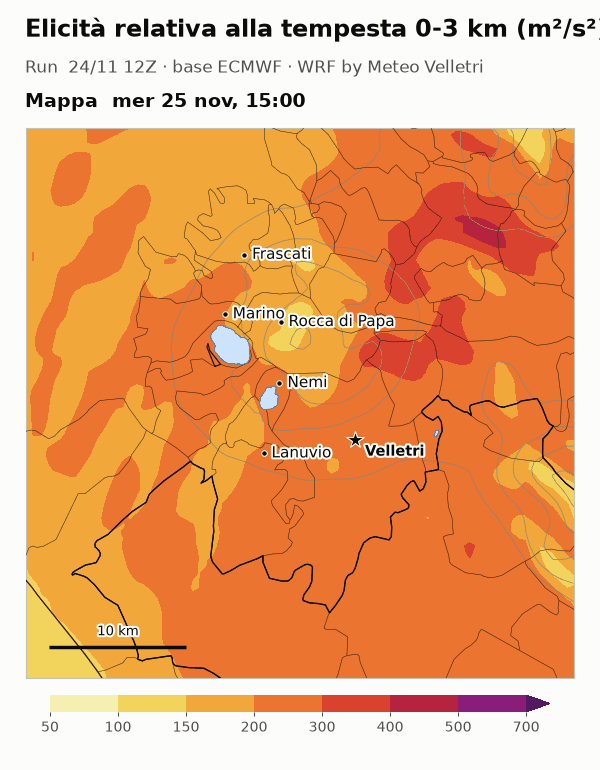 Elicità relativa alla tempesta 0-3 km (m²/s²)
Run  24/11 12Z · base ECMWF · WRF by Meteo Velletri
Mappa  mer 25 nov, 15:00
Frascati
Marino
Rocca di Papa
Nemi
Velletri
Lanuvio
10 km
50 100 150 200 300 400 500 700